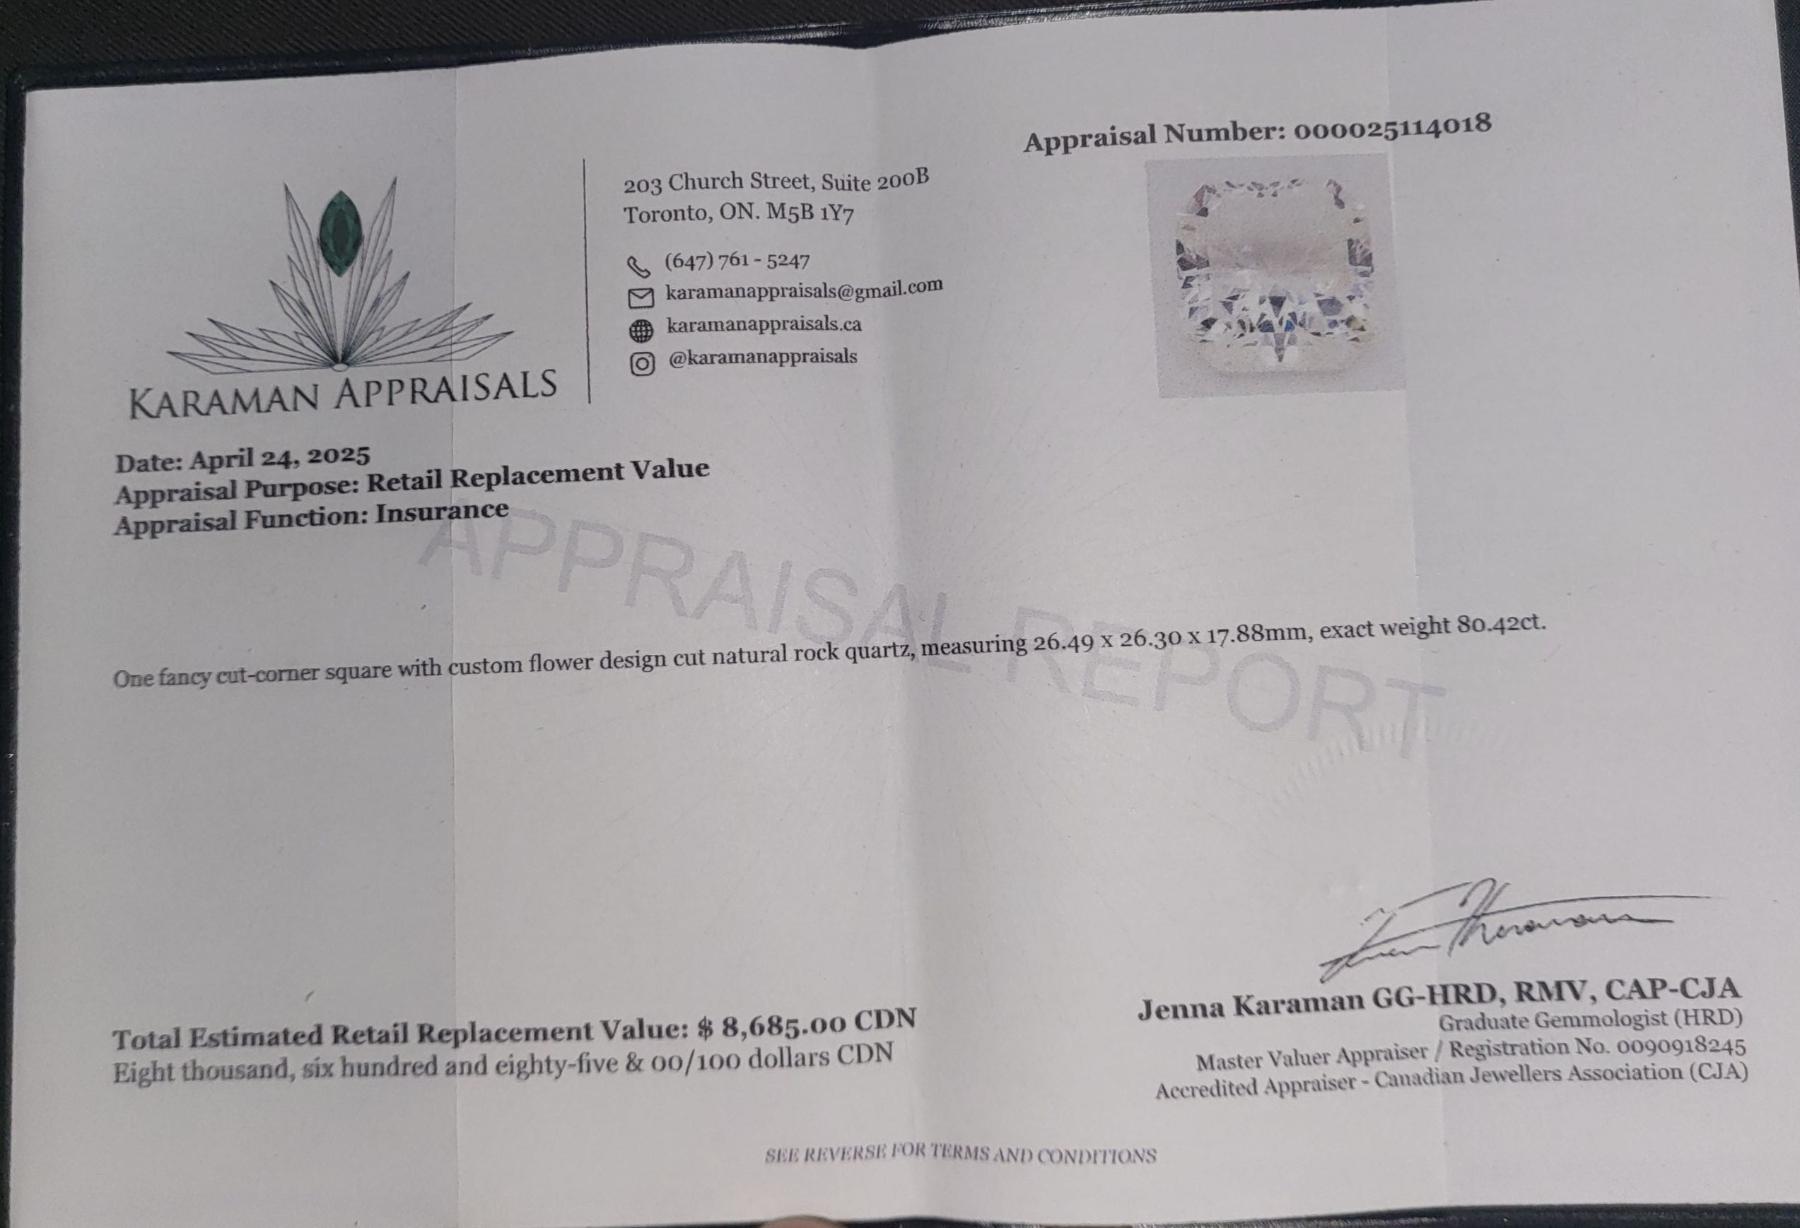 KARAMAN APPRAISALS
203 Church Street, Suite 200B
Toronto, ON. M5B 1Y7
(647) 761 - 5247
karamanappraisals@gmail.com
karamanappraisals.ca
@karamanappraisals
Appraisal Number: 000025114018
Date: April 24, 2025
Appraisal Purpose: Retail Replacement Value
Appraisal Function: Insurance
APPRAISAL REPORT
One fancy cut-corner square with custom flower design cut natural rock quartz, measuring 26.49 x 26.30 x 17.88mm, exact weight 80.42ct.
Total Estimated Retail Replacement Value: $ 8,685.00 CDN
Eight thousand, six hundred and eighty-five & 00/100 dollars CDN
Jenna Karaman GG-HRD, RMV, CAP-CJA
Graduate Gemmologist (HRD)
Master Valuer Appraiser / Registration No. 0090918245
Accredited Appraiser - Canadian Jewellers Association (CJA)
SEE REVERSE FOR TERMS AND CONDITIONS